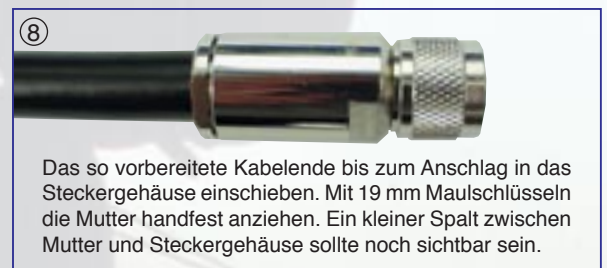 8
Das so vorbereitete Kabelende bis zum Anschlag in das
Steckergehäuse einschieben. Mit 19 mm Maulschlüsseln
die Mutter handfest anziehen. Ein kleiner Spalt zwischen
Mutter und Steckergehäuse sollte noch sichtbar sein.